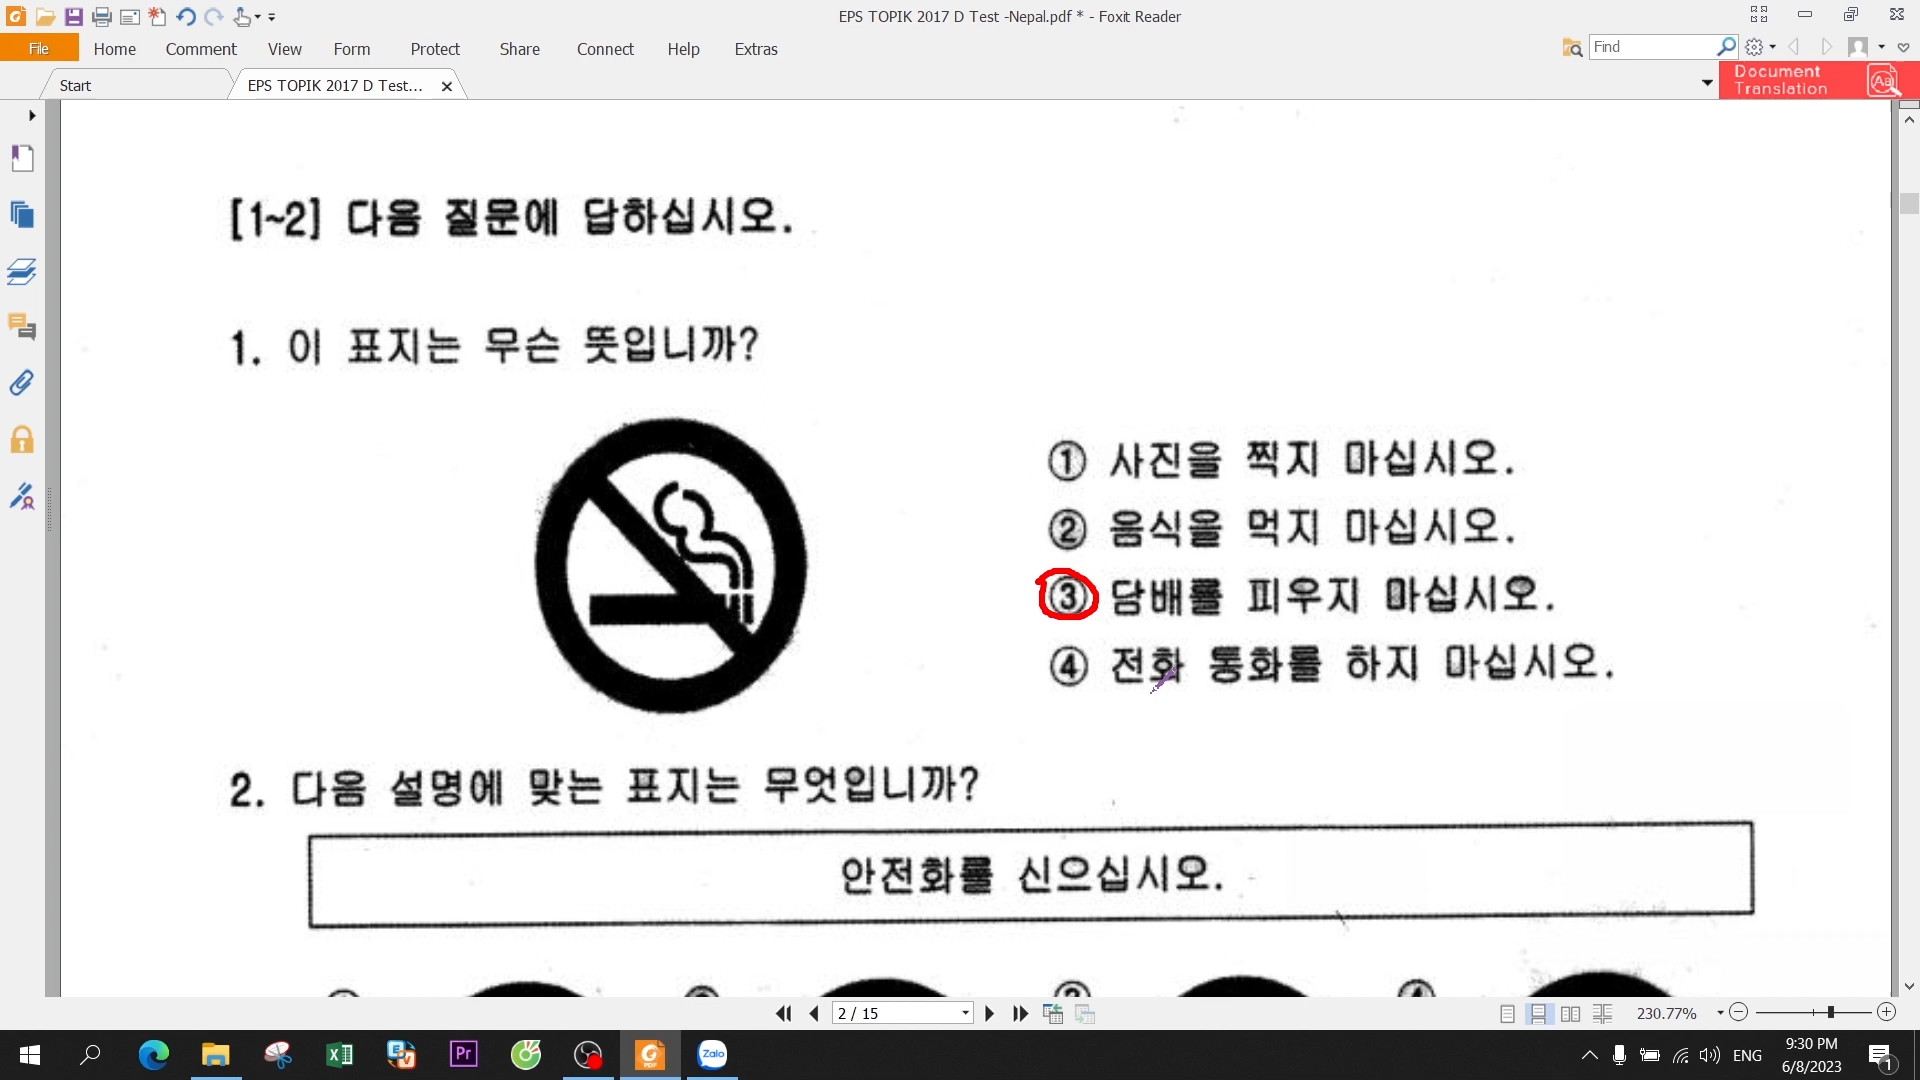 EPS TOPIK 2017 D Test -Nepal.pdf * - Foxit Reader
File Home Comment View Form Protect Share Connect Help Extras
Find
Start
EPS TOPIK 2017 D Test...
Document
Translation
[1~2] 다음 질문에 답하십시오.
1. 이 표지는 무슨 뜻입니까?
① 사진을 찍지 마십시오.
② 음식을 먹지 마십시오.
③ 담배를 피우지 마십시오.
④ 전화 통화를 하지 마십시오.
2. 다음 설명에 맞는 표지는 무엇입니까?
안전화를 신으십시오.
2 / 15
230.77%
ENG
9:30 PM
6/8/2023
1
Pr
Zalo
PDF